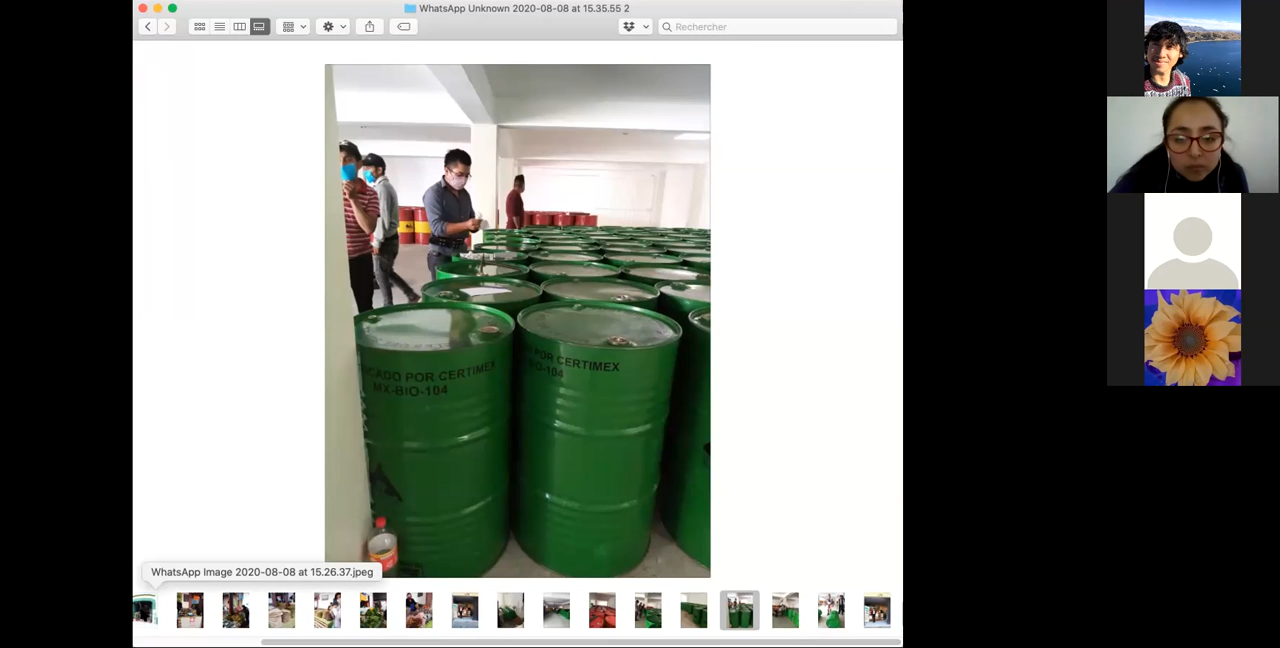 WhatsApp Unknown 2020-08-08 at 15.35.55 2
Rechercher
CADO POR CERTIMEX
MX-BIO-104
POR CERTIMEX
O-104
WhatsApp Image 2020-08-08 at 15.26.37.jpeg